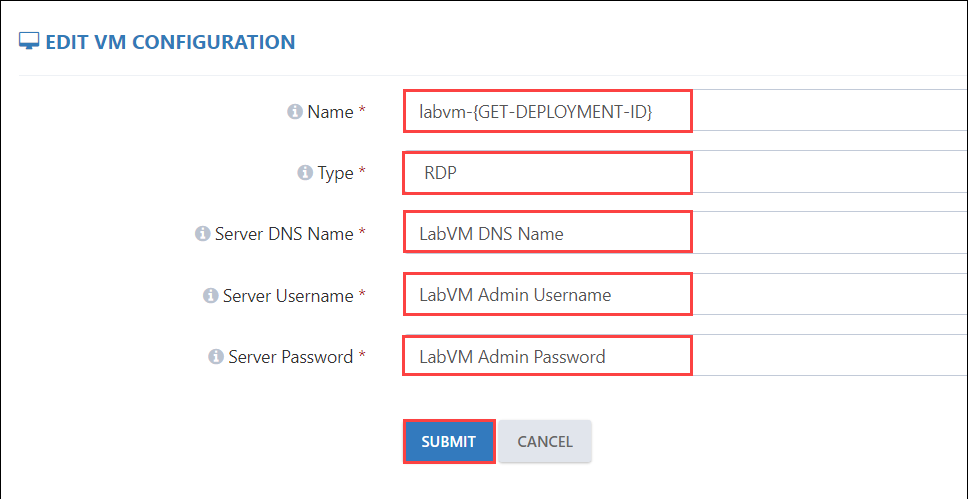 EDIT VM CONFIGURATION
Name * labvm-{GET-DEPLOYMENT-ID}
Type * RDP
Server DNS Name * LabVM DNS Name
Server Username * LabVM Admin Username
Server Password * LabVM Admin Password
SUBMIT CANCEL